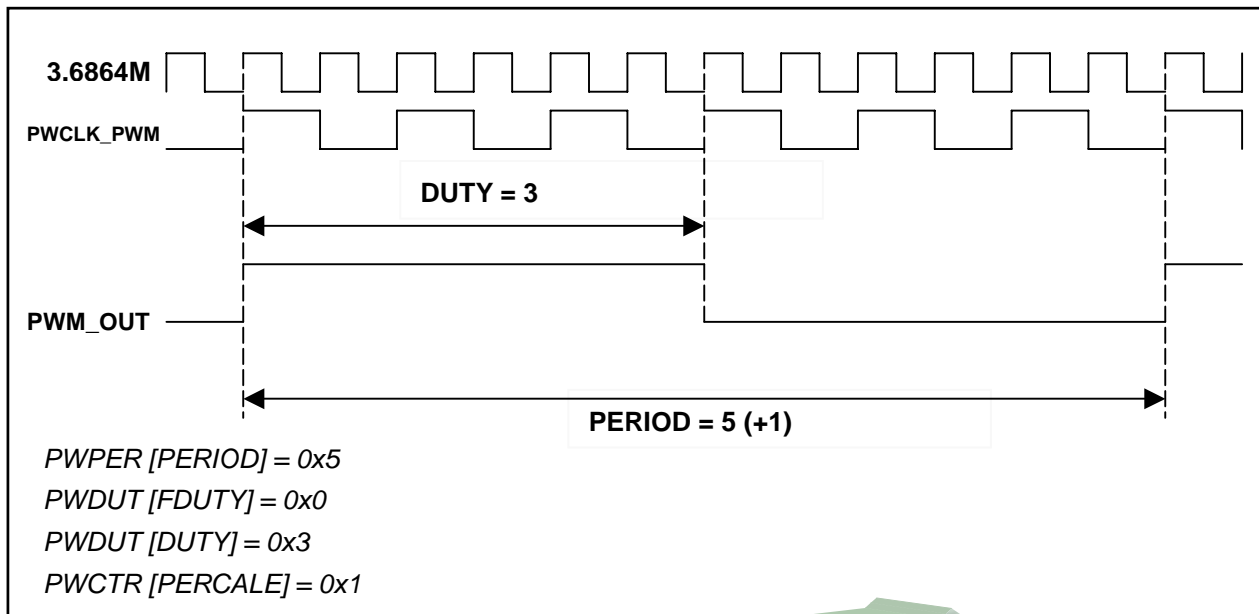 3.6864M
PWCLK_PWM
DUTY = 3
PWM_OUT
PERIOD = 5 (+1)
PWPER [PERIOD] = 0x5
PWDUT [FDUTY] = 0x0
PWDUT [DUTY] = 0x3
PWCTR [PERCALE] = 0x1